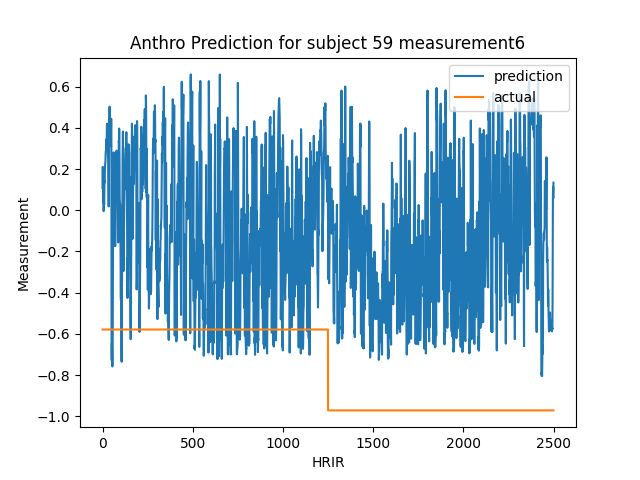 Anthro Prediction for subject 59 measurement6
prediction
actual
0.6
0.4
0.2
0.0
−0.2
−0.4
−0.6
−0.8
−1.0
Measurement
0 500 1000 1500 2000 2500
HRIR